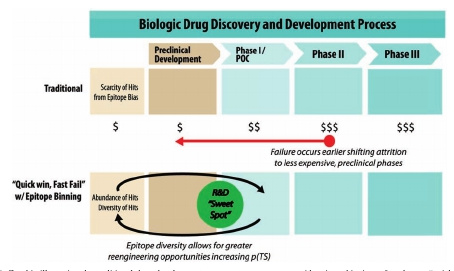 Biologic Drug Discovery and Development Process
Preclinical
Development
Phase I /
POC
Phase II
Phase III
Traditional
Scarcity of Hits
from Epitope Bias
$ $ $$ $$$ $$$
Failure occurs earlier shifting attrition
to less expensive, preclinical phases
"Quick win, Fast Fail"
w/ Epitope Binning
Abundance of Hits
Diversity of Hits
R&D
"Sweet
Spot"
Epitope diversity allows for greater
reengineering opportunities increasing p(TS)